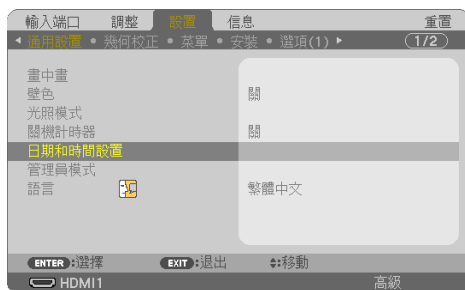 輸入端口 調整 設置 信息 重置
通用設置 • 幾何校正 • 菜單 • 安裝 • 選項(1) 1/2
畫中畫
壁色 關
光照模式
關機計時器 關
日期和時間設置
管理員模式
語言 繁體中文
ENTER :選擇 EXIT :退出 :移動
HDMI1 高級